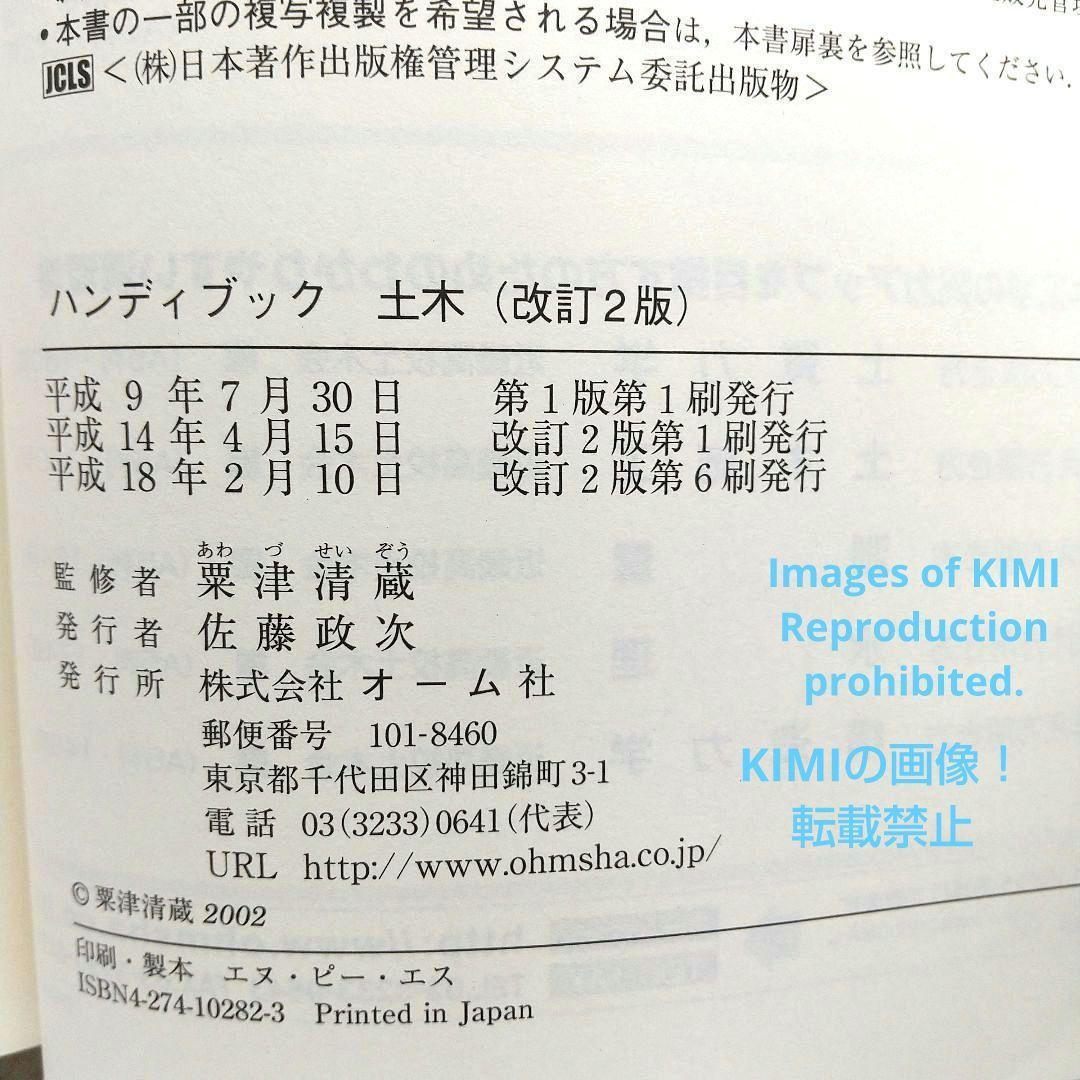 ・本書の一部の複写複製を希望される場合は，本書扉裏を参照してください．
JCLS ＜(株)日本著作出版権管理システム委託出版物＞
ハンディブック 土木（改訂2版）
平成 9 年 7 月 30 日 第1版第1刷発行
平成 14 年 4 月 15 日 改訂2版第1刷発行
平成 18 年 2 月 10 日 改訂2版第6刷発行
あわ づ せい ぞう
監修者 粟津清蔵
発行者 佐藤政次
発行所 株式会社 オーム社
郵便番号 101-8460
東京都千代田区神田錦町3-1
電話 03(3233)0641(代表)
URL http://www.ohmsha.co.jp/
© 粟津清蔵 2002
印刷・製本 エヌ・ピー・エス
ISBN4-274-10282-3 Printed in Japan
Images of KIMI
Reproduction
prohibited.
KIMIの画像！
転載禁止